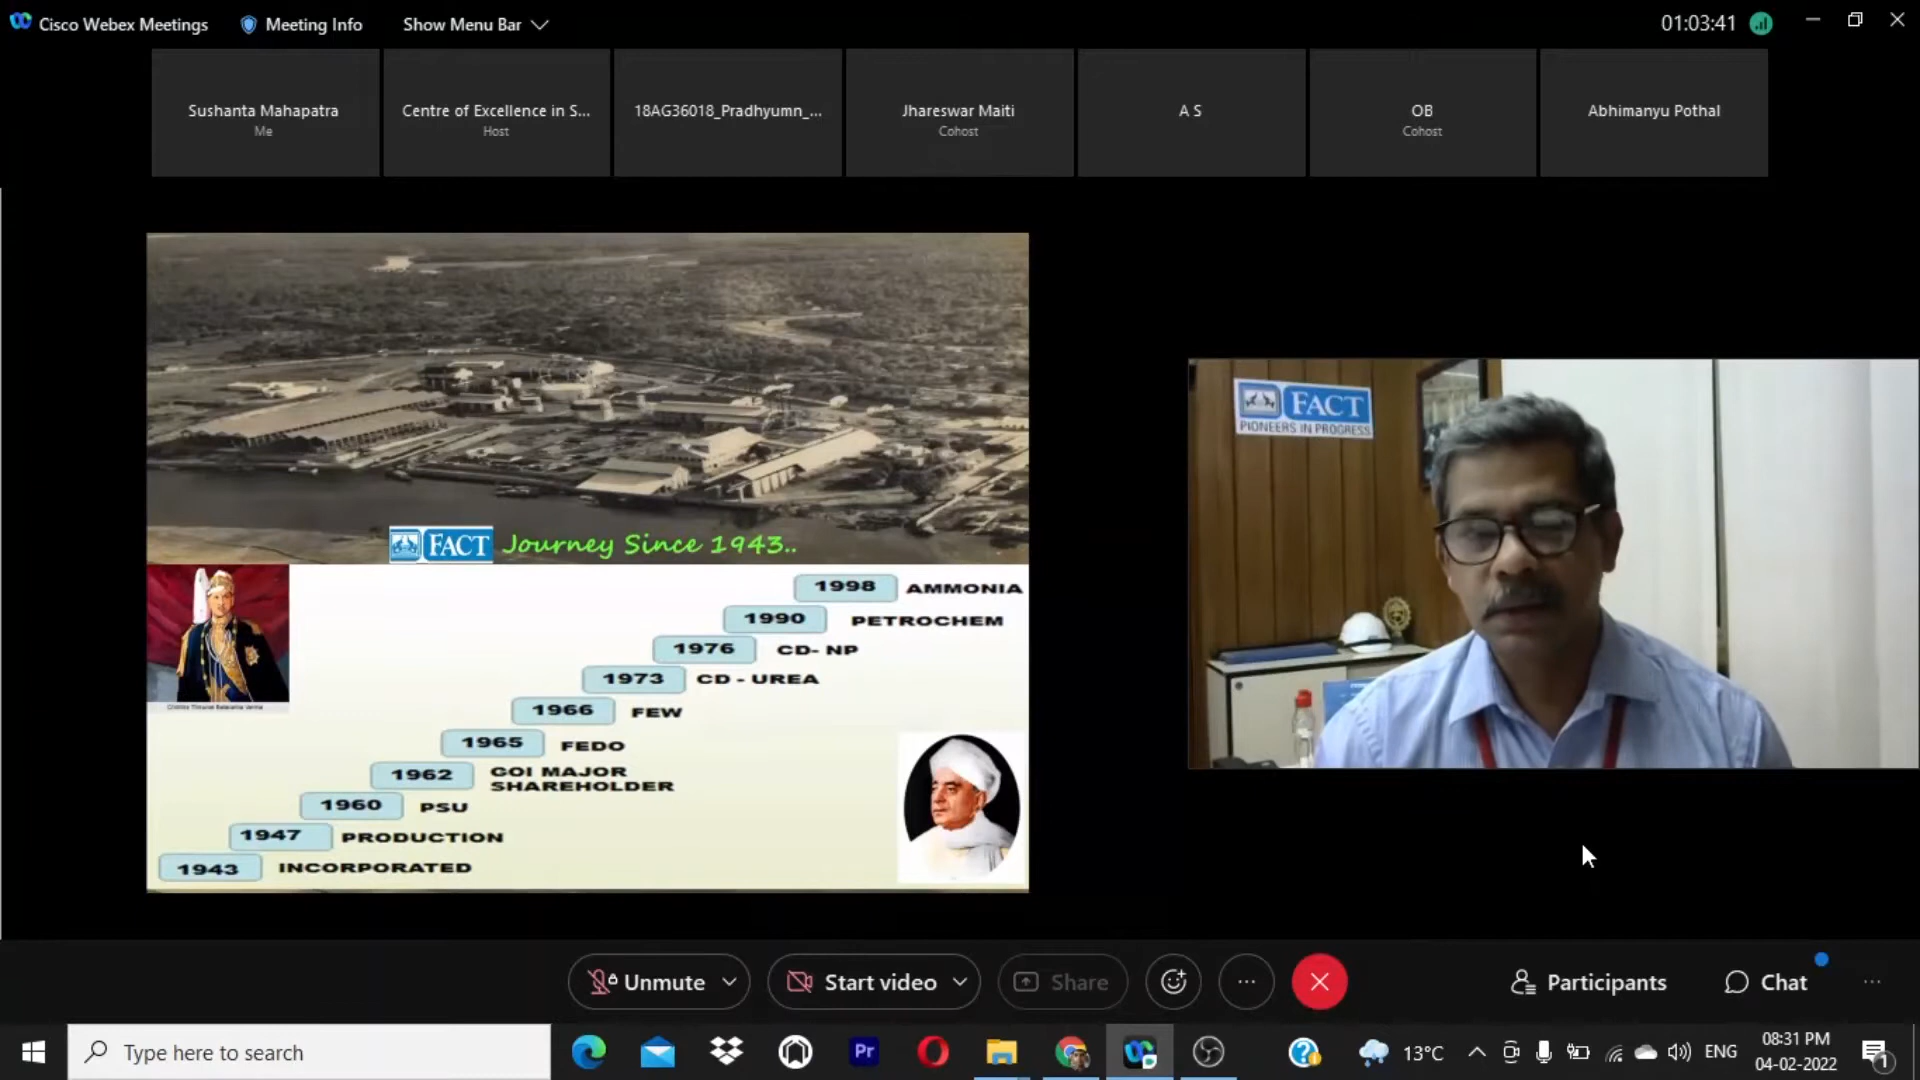 Cisco Webex Meetings
Meeting Info
Show Menu Bar
01:03:41
Sushanta Mahapatra
Me
Centre of Excellence in S...
Host
18AG36018_Pradhyumn_...
Jhareswar Maiti
Cohost
A S
OB
Cohost
Abhimanyu Pothal
FACT Journey Since 1943..
1998 AMMONIA
1990 PETROCHEM
1976 CD- NP
1973 CD - UREA
1966 FEW
1965 FEDO
1962 GOI MAJOR
SHAREHOLDER
1960 PSU
1947 PRODUCTION
1943 INCORPORATED
FACT
PIONEERS IN PROGRESS
Unmute
Start video
Share
Participants
Chat
Type here to search
Pr
13°C
ENG
08:31 PM
04-02-2022
1